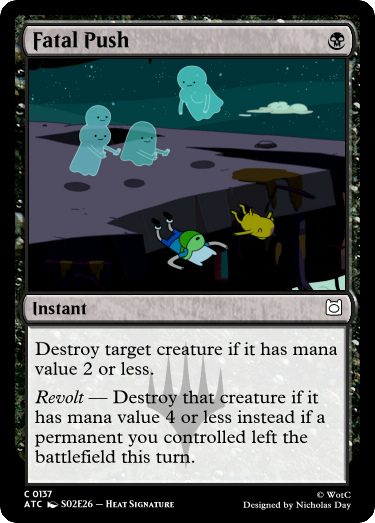 Fatal Push
Instant
Destroy target creature if it has mana
value 2 or less.
Revolt — Destroy that creature if it
has mana value 4 or less instead if a
permanent you controlled left the
battlefield this turn.
C 0137
© WotC
ATC S02E26 – Heat Signature
Designed by Nicholas Day